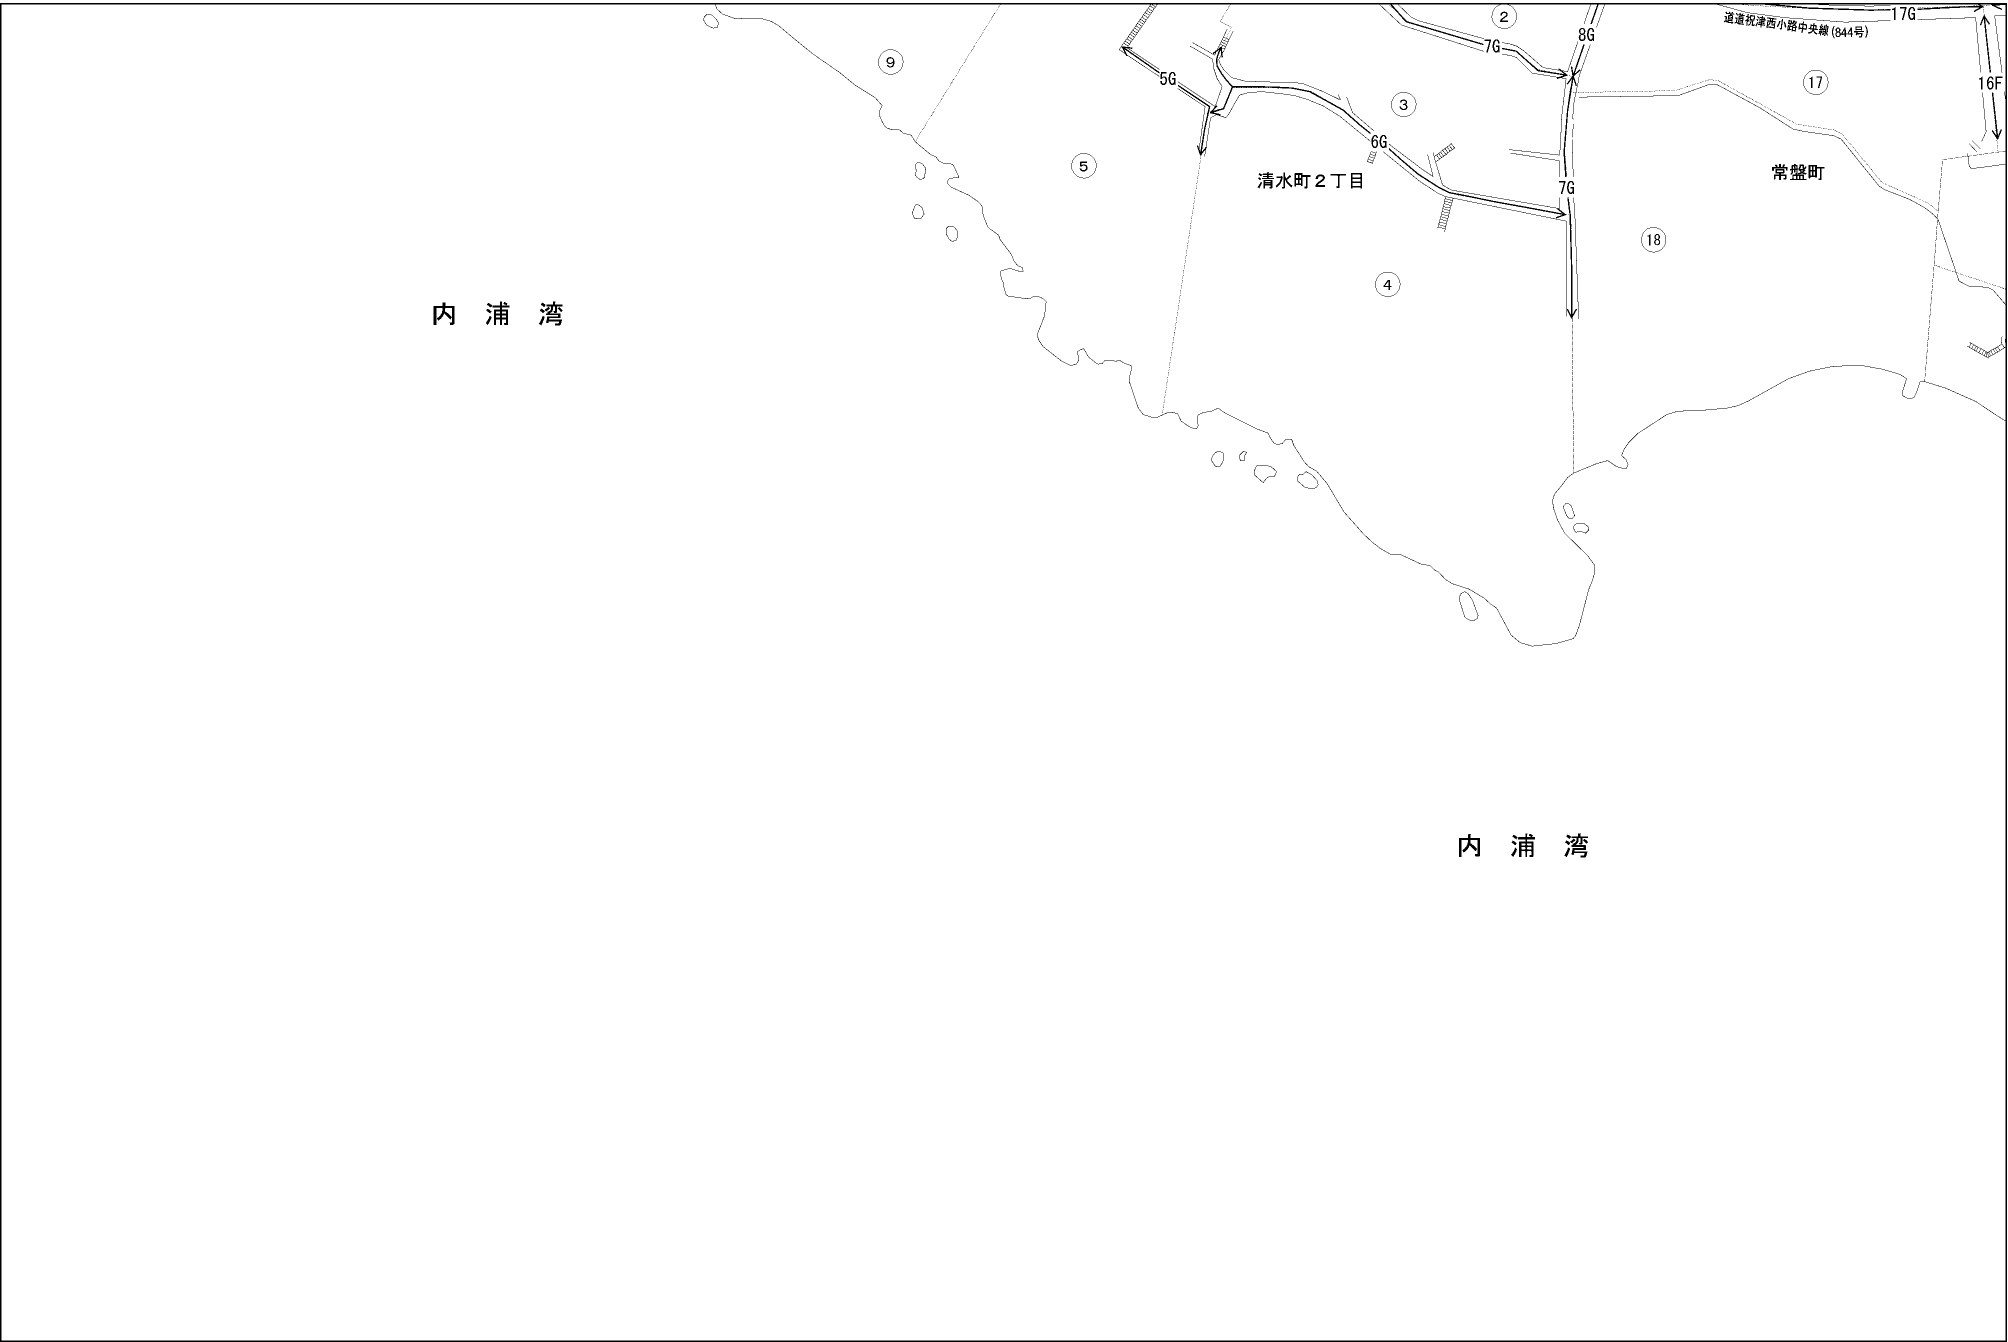 ②
17G
道道祝津西小路中央線(844号)
7G
8G
⑨
5G
⑰
16F
③
6G
⑤
清水町2丁目
常盤町
7G
⑱
④
内 浦 湾
内 浦 湾